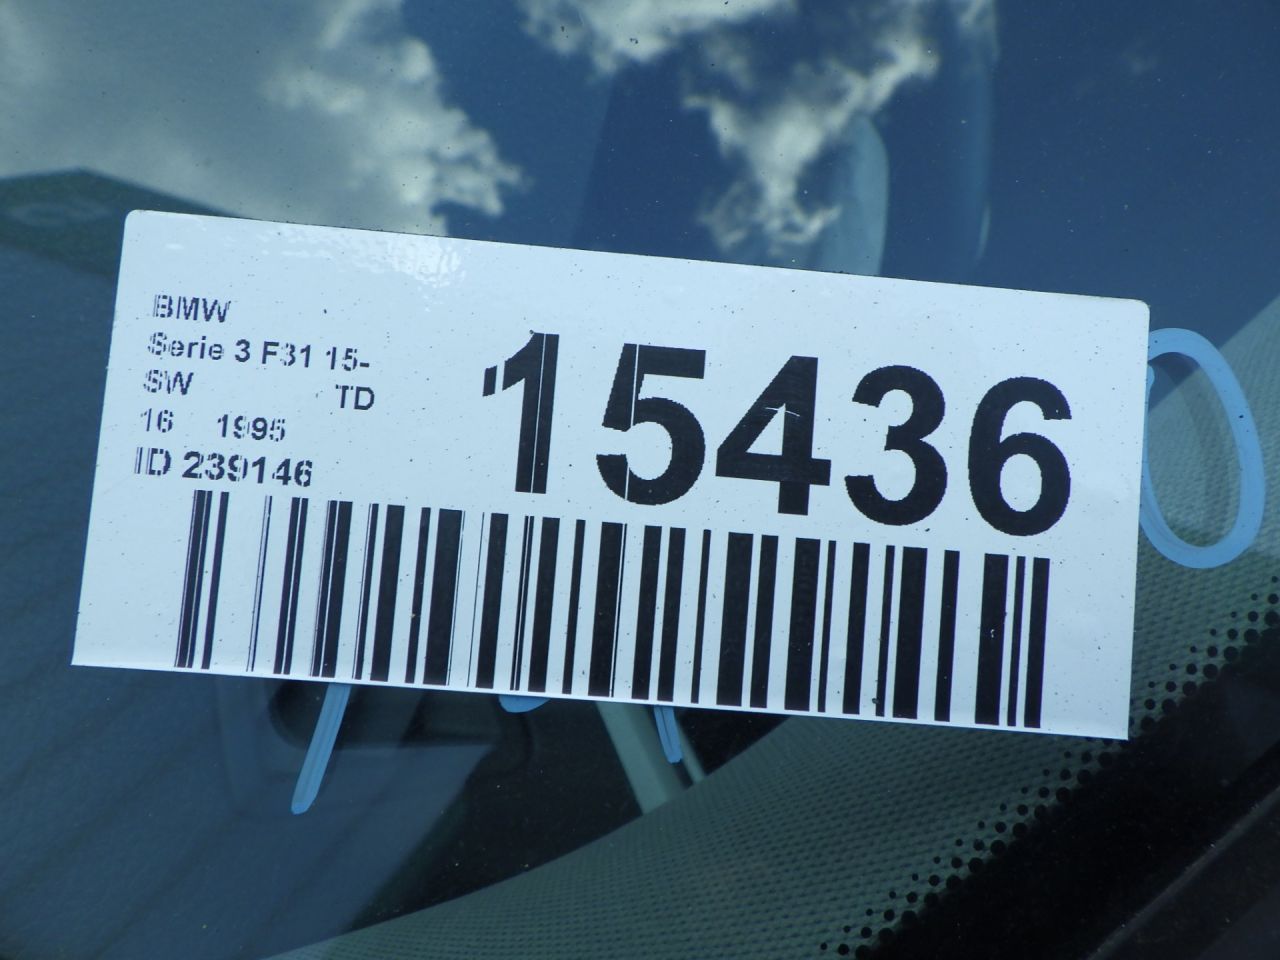 BMW
Serie 3 F31 15-
SW TD
16 1995
ID 239146
15436